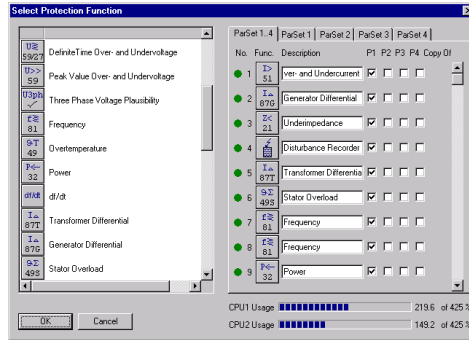 Select Protection Function
U≷ 59/27 DefiniteTime Over- and Undervoltage
U>> 59 Peak Value Over- and Undervoltage
U3ph Three Phase Voltage Plausibility
f≷ 81 Frequency
ϑT 49 Overtemperature
P<– 32 Power
df/dt df/dt
I▵ 87T Transformer Differential
I▵ 87G Generator Differential
ϑΣ 49S Stator Overload
OK Cancel
ParSet 1..4 ParSet 1 ParSet 2 ParSet 3 ParSet 4
No. Func. Description P1 P2 P3 P4 Copy Of
1 I> 51 ver- and Undercurrent
2 I▵ 87G Generator Differential
3 Z< 21 Underimpedance
4 Disturbance Recorder
5 I▵ 87T Transformer Differentia
6 ϑΣ 49S Stator Overload
7 f≷ 81 Frequency
8 f≷ 81 Frequency
9 P<– 32 Power
CPU1 Usage 219.6 of 425 %
CPU2 Usage 149.2 of 425 %